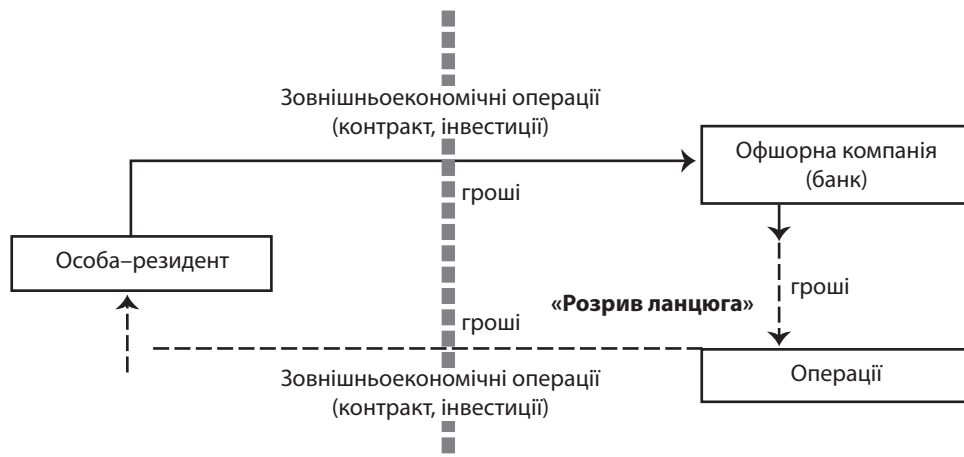 Зовнішньоекономічні операції
(контракт, інвестиції)
Офшорна компанія
(банк)
гроші
Особа–резидент
гроші
«Розрив ланцюга»
гроші
Операції
Зовнішньоекономічні операції
(контракт, інвестиції)